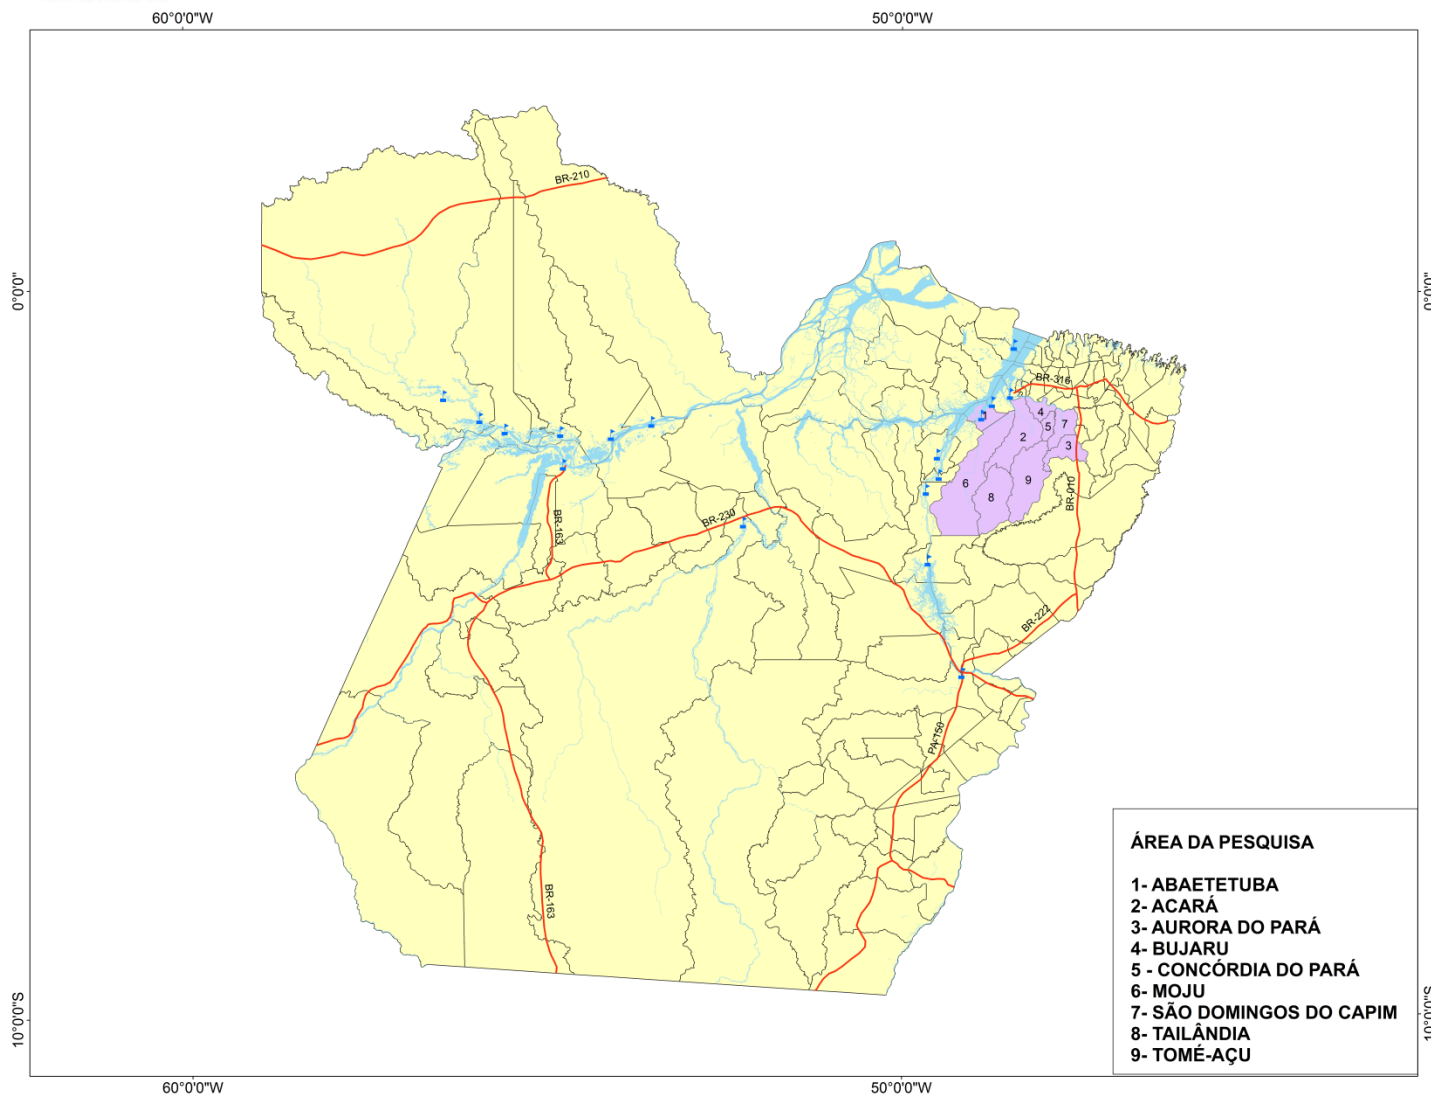 60°0'0"W
50°0'0"W
BR-210
0°0'0"
0°0'0"
BR-316
1
4
7
5
2
3
6
9
8
BR-010
BR-163
BR-230
BR-222
PA-150
BR-163
ÁREA DA PESQUISA
1- ABAETETUBA
2- ACARÁ
3- AURORA DO PARÁ
4- BUJARU
5 - CONCÓRDIA DO PARÁ
6- MOJU
7- SÃO DOMINGOS DO CAPIM
8- TAILÂNDIA
9- TOMÉ-AÇU
10°0'0"S
10°0'0"S
60°0'0"W
50°0'0"W